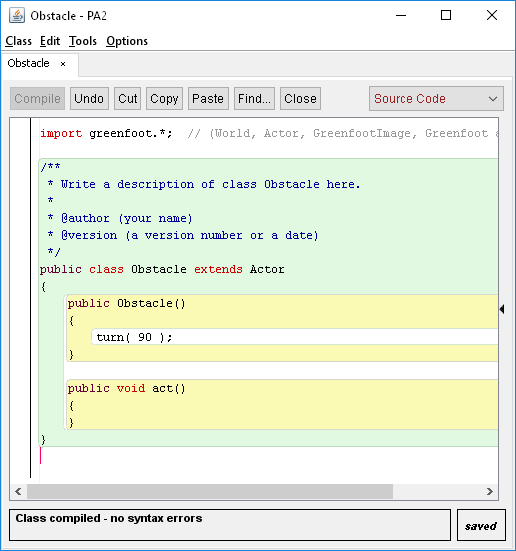 Obstacle - PA2
Class Edit Tools Options
Obstacle ×
Compile Undo Cut Copy Paste Find... Close Source Code
import greenfoot.*; // (World, Actor, GreenfootImage, Greenfoot a
/**
* Write a description of class Obstacle here.
*
* @author (your name)
* @version (a version number or a date)
*/
public class Obstacle extends Actor
{
public Obstacle()
{
turn( 90 );
}
public void act()
{
}
}
Class compiled - no syntax errors
saved